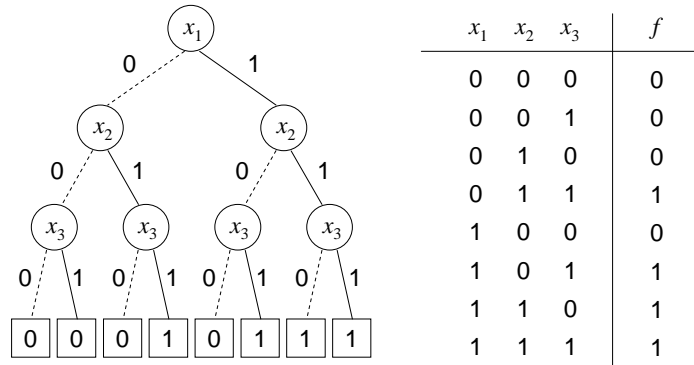 x₁
0 1
x₂ x₂
0 1 0 1
x₃ x₃ x₃ x₃
0 1 0 1 0 1 0 1
0 0 0 1 0 1 1 1
x₁ x₂ x₃ f
0 0 0 0
0 0 1 0
0 1 0 0
0 1 1 1
1 0 0 0
1 0 1 1
1 1 0 1
1 1 1 1